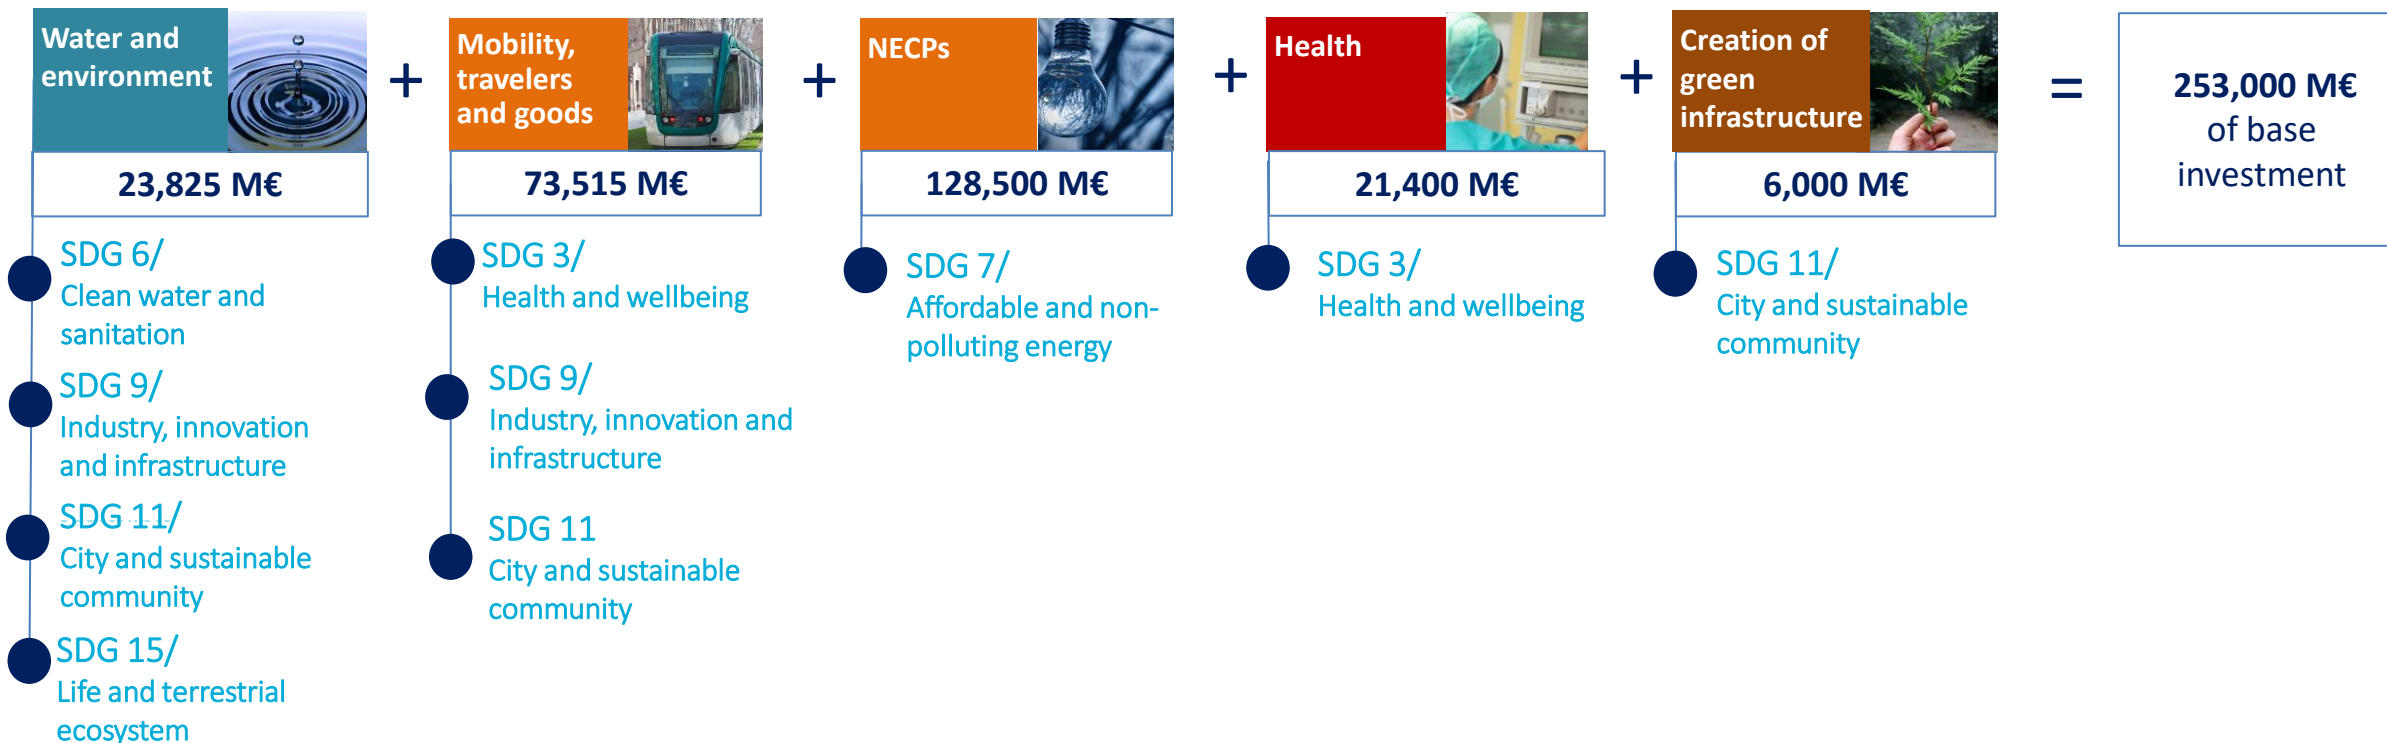 Water and
environment
23,825 M€
SDG 6/
Clean water and
sanitation
SDG 9/
Industry, innovation
and infrastructure
SDG 11/
City and sustainable
community
SDG 15/
Life and terrestrial
ecosystem
+
Mobility,
travelers
and goods
73,515 M€
SDG 3/
Health and wellbeing
SDG 9/
Industry, innovation and
infrastructure
SDG 11
City and sustainable
community
+
NECPs
128,500 M€
SDG 7/
Affordable and non-
polluting energy
+
Health
21,400 M€
SDG 3/
Health and wellbeing
+
Creation of
green
infrastructure
6,000 M€
SDG 11/
City and sustainable
community
=
253,000 M€
of base
investment